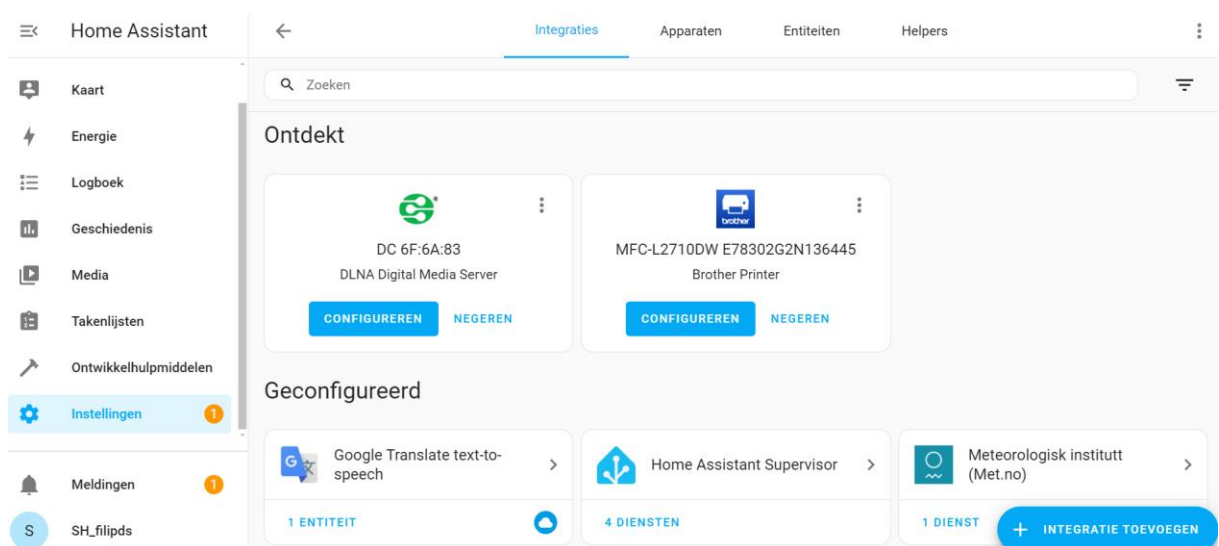 Home Assistant
Kaart
Energie
Logboek
Geschiedenis
Media
Takenlijsten
Ontwikkelhulpmiddelen
Instellingen 1
Meldingen 1
S SH_filipds
Integraties Apparaten Entiteiten Helpers
Zoeken
Ontdekt
DC 6F:6A:83
DLNA Digital Media Server
CONFIGUREREN NEGEREN
brother
MFC-L2710DW E78302G2N136445
Brother Printer
CONFIGUREREN NEGEREN
Geconfigureerd
G 文
Google Translate text-to-
speech
1 ENTITEIT
Home Assistant Supervisor
4 DIENSTEN
Meteorologisk institutt
(Met.no)
1 DIENST
+ INTEGRATIE TOEVOEGEN